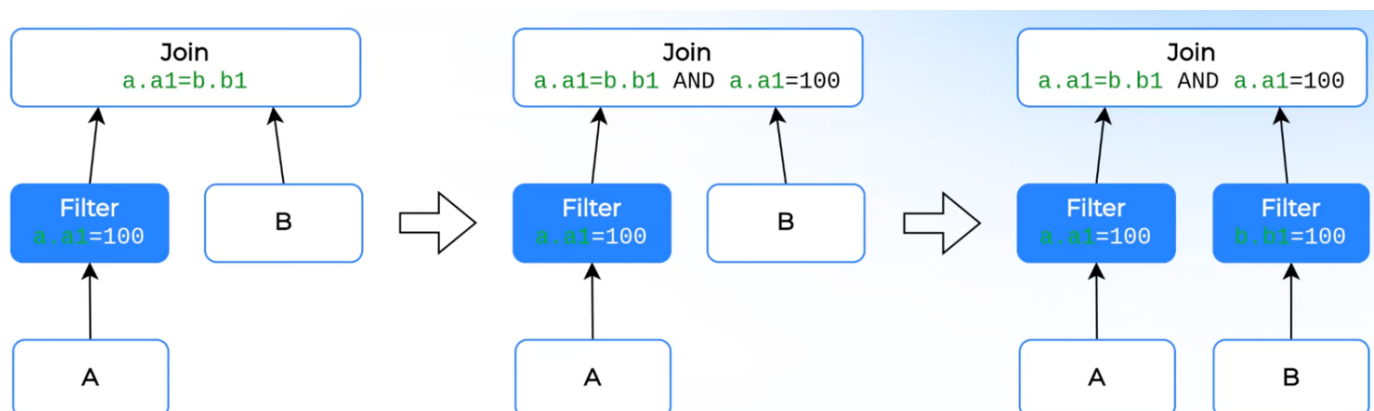 Join
a.a1=b.b1
Filter
a.a1=100
B
A
Join
a.a1=b.b1 AND a.a1=100
Filter
a.a1=100
B
A
Join
a.a1=b.b1 AND a.a1=100
Filter
a.a1=100
Filter
b.b1=100
A
B